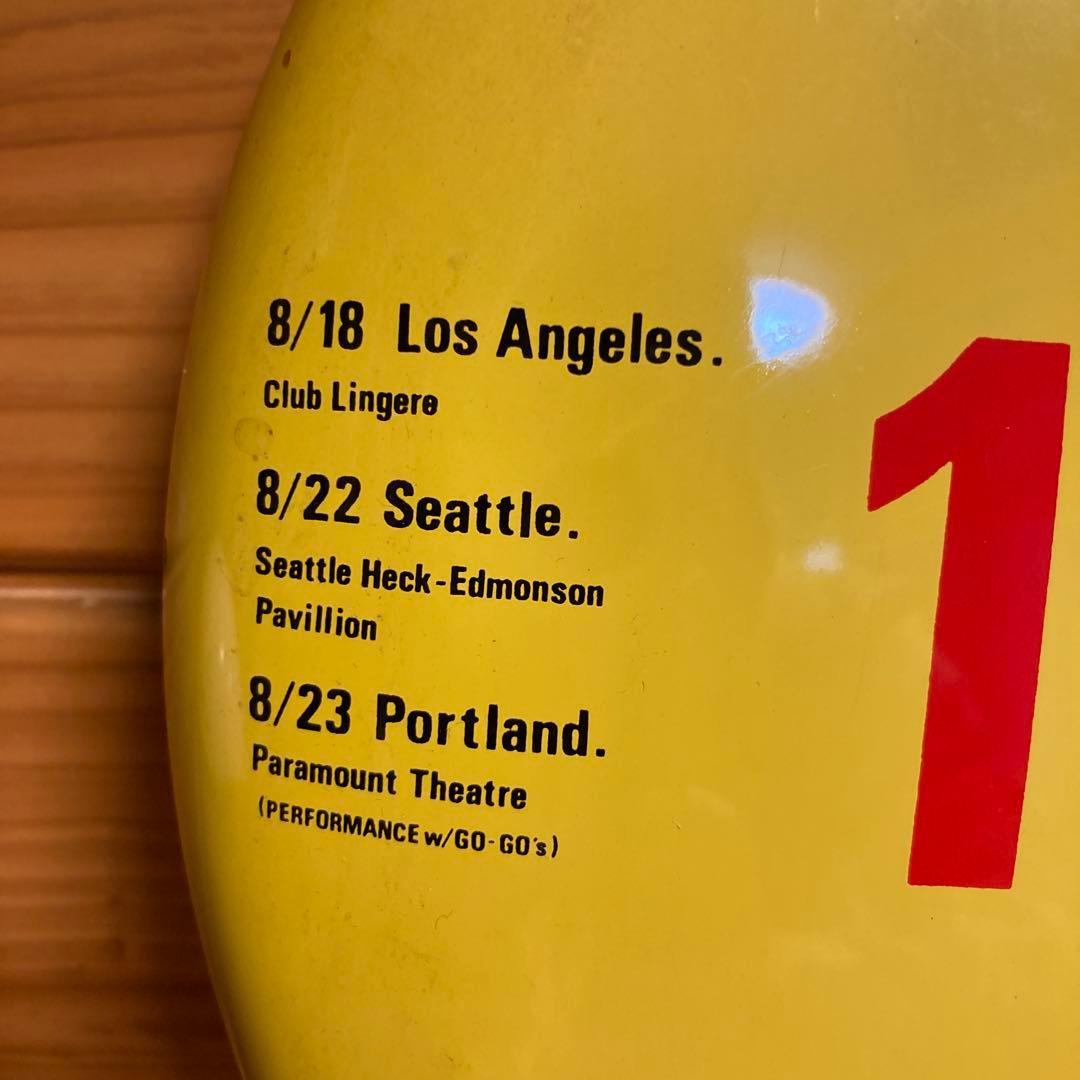 8/18 Los Angeles.
Club Lingere
8/22 Seattle.
Seattle Heck-Edmonson
Pavillion
8/23 Portland.
Paramount Theatre
(PERFORMANCE w/GO-GO's)
1